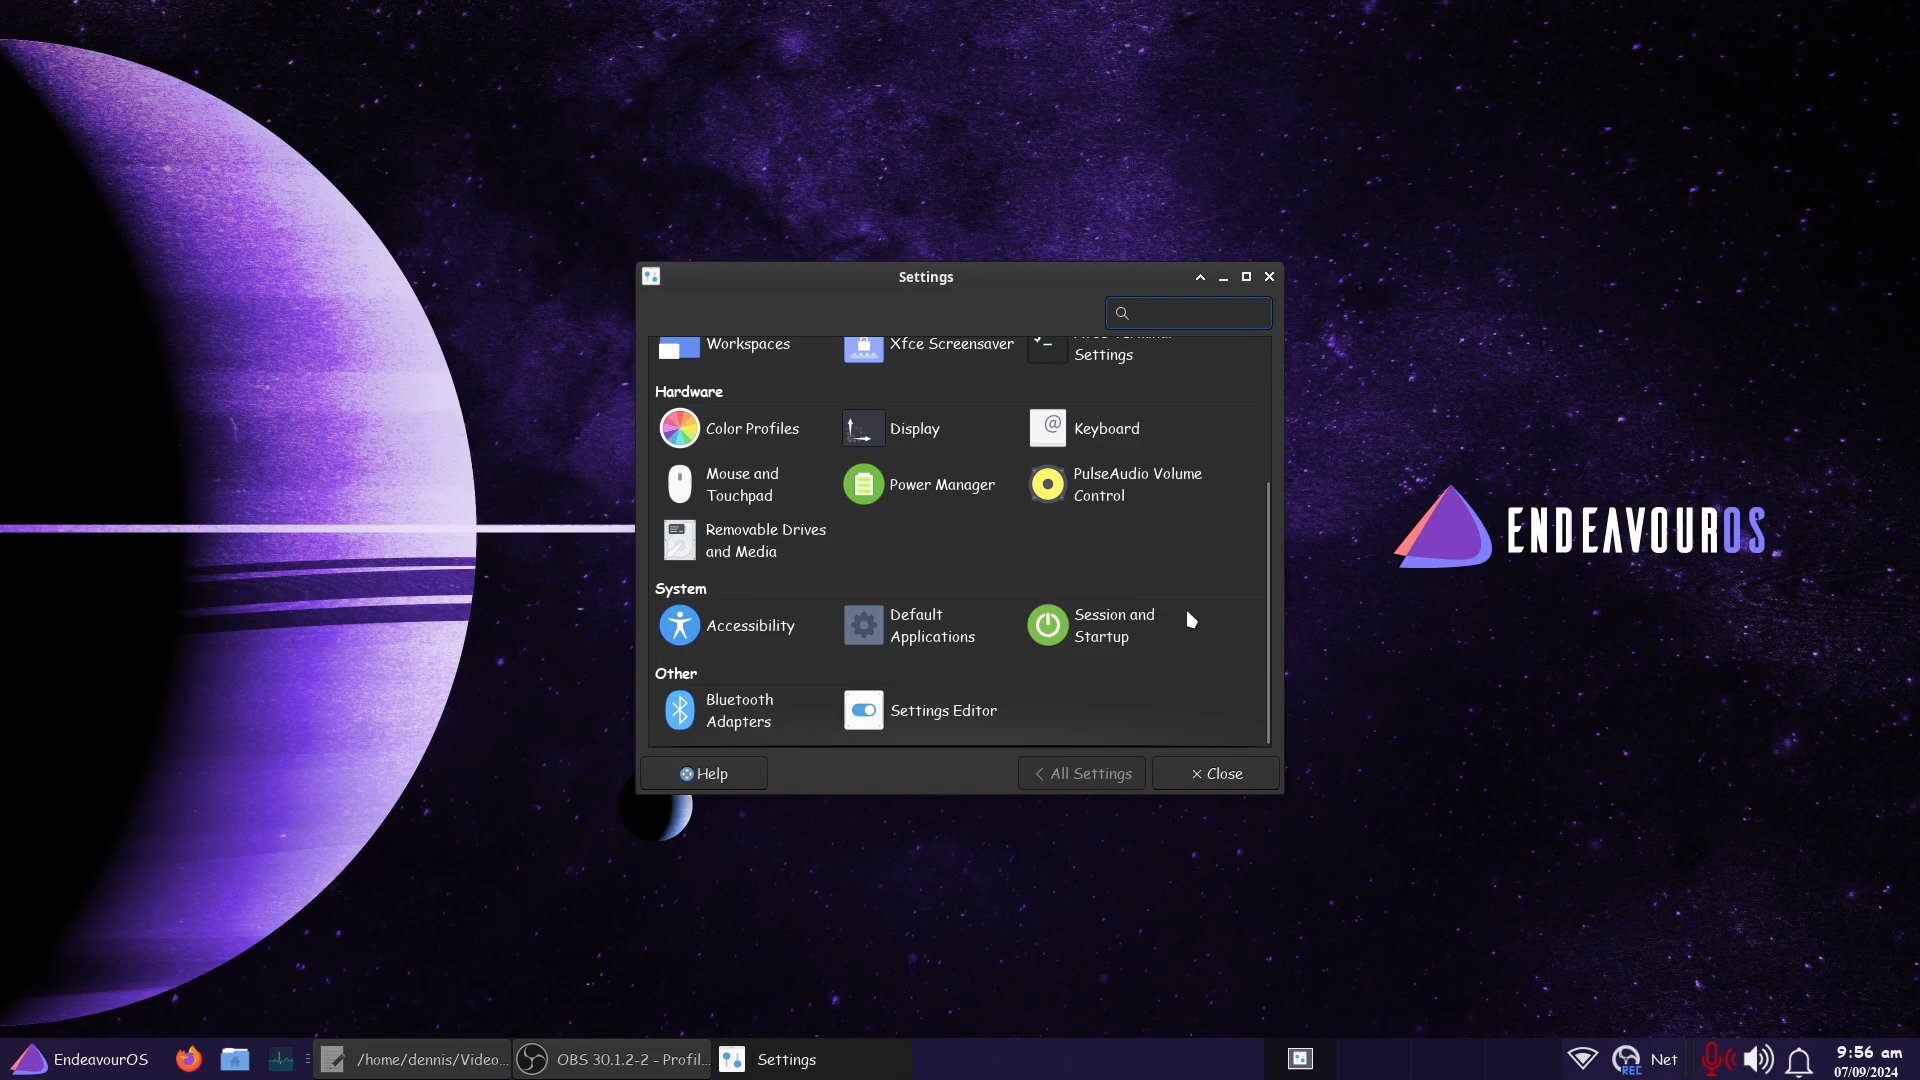 Settings
Workspaces
Xfce Screensaver
Settings
Hardware
Color Profiles
Display
@
Keyboard
Mouse and
Touchpad
Power Manager
PulseAudio Volume
Control
Removable Drives
and Media
System
Accessibility
Default
Applications
Session and
Startup
Other
Bluetooth
Adapters
Settings Editor
Help
< All Settings
× Close
ENDEAVOUROS
EndeavourOS
/home/dennis/Video...
OBS 30.1.2-2 - Profil...
Settings
REC
Net
9:56 am
07/09/2024